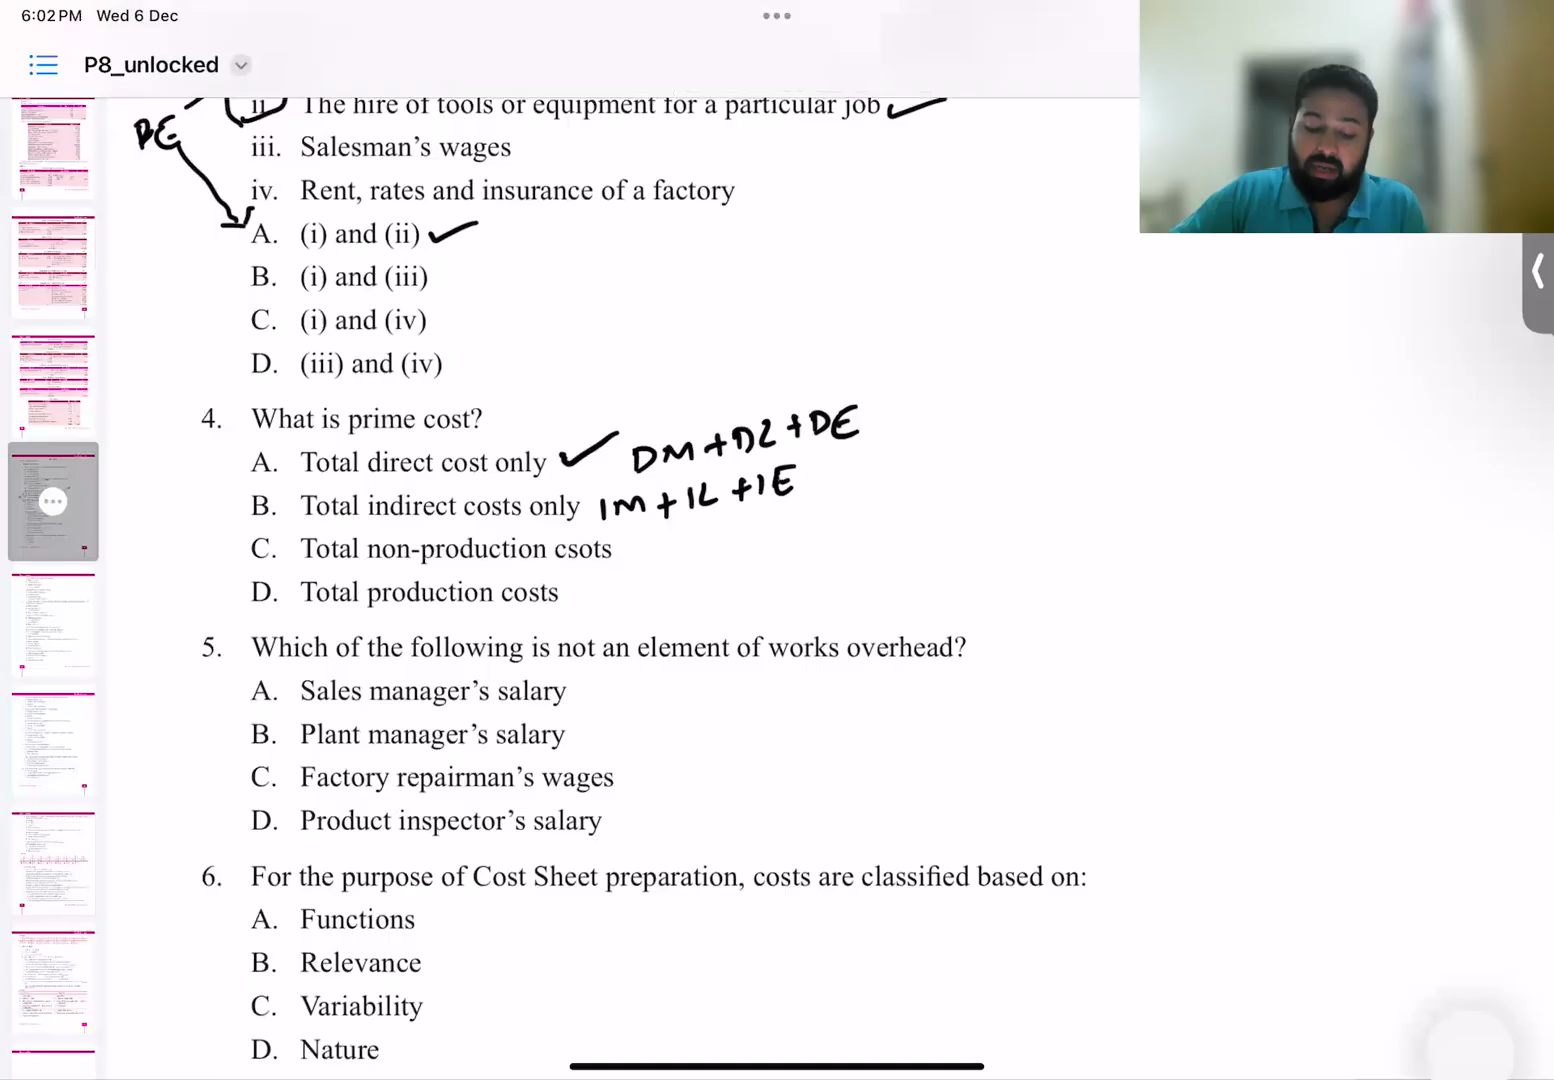 6:02 PM Wed 6 Dec
P8_unlocked
ii The hire of tools or equipment for a particular job
DE
iii. Salesman’s wages
iv. Rent, rates and insurance of a factory
A. (i) and (ii)
B. (i) and (iii)
C. (i) and (iv)
D. (iii) and (iv)
4. What is prime cost?
A. Total direct cost only DM + DL + DE
B. Total indirect costs only IM + IL + IE
C. Total non-production csots
D. Total production costs
5. Which of the following is not an element of works overhead?
A. Sales manager’s salary
B. Plant manager’s salary
C. Factory repairman’s wages
D. Product inspector’s salary
6. For the purpose of Cost Sheet preparation, costs are classified based on:
A. Functions
B. Relevance
C. Variability
D. Nature